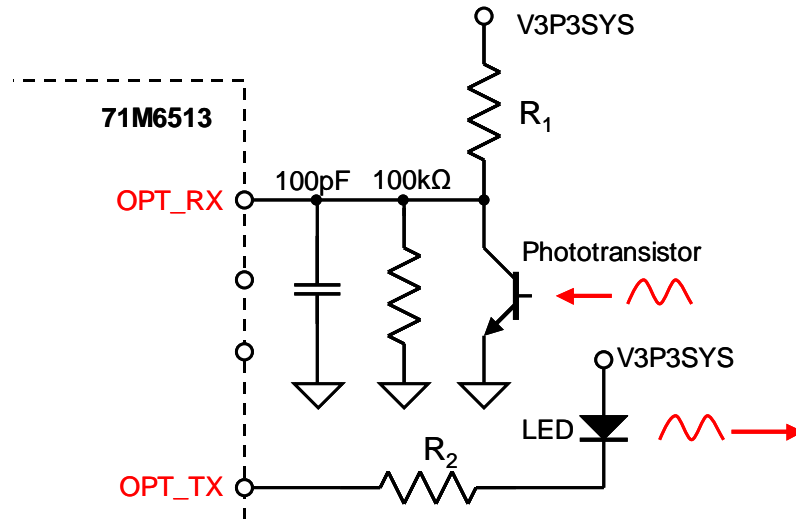 V3P3SYS
71M6513
R1
100pF
100kΩ
OPT_RX
Phototransistor
V3P3SYS
LED
R2
OPT_TX